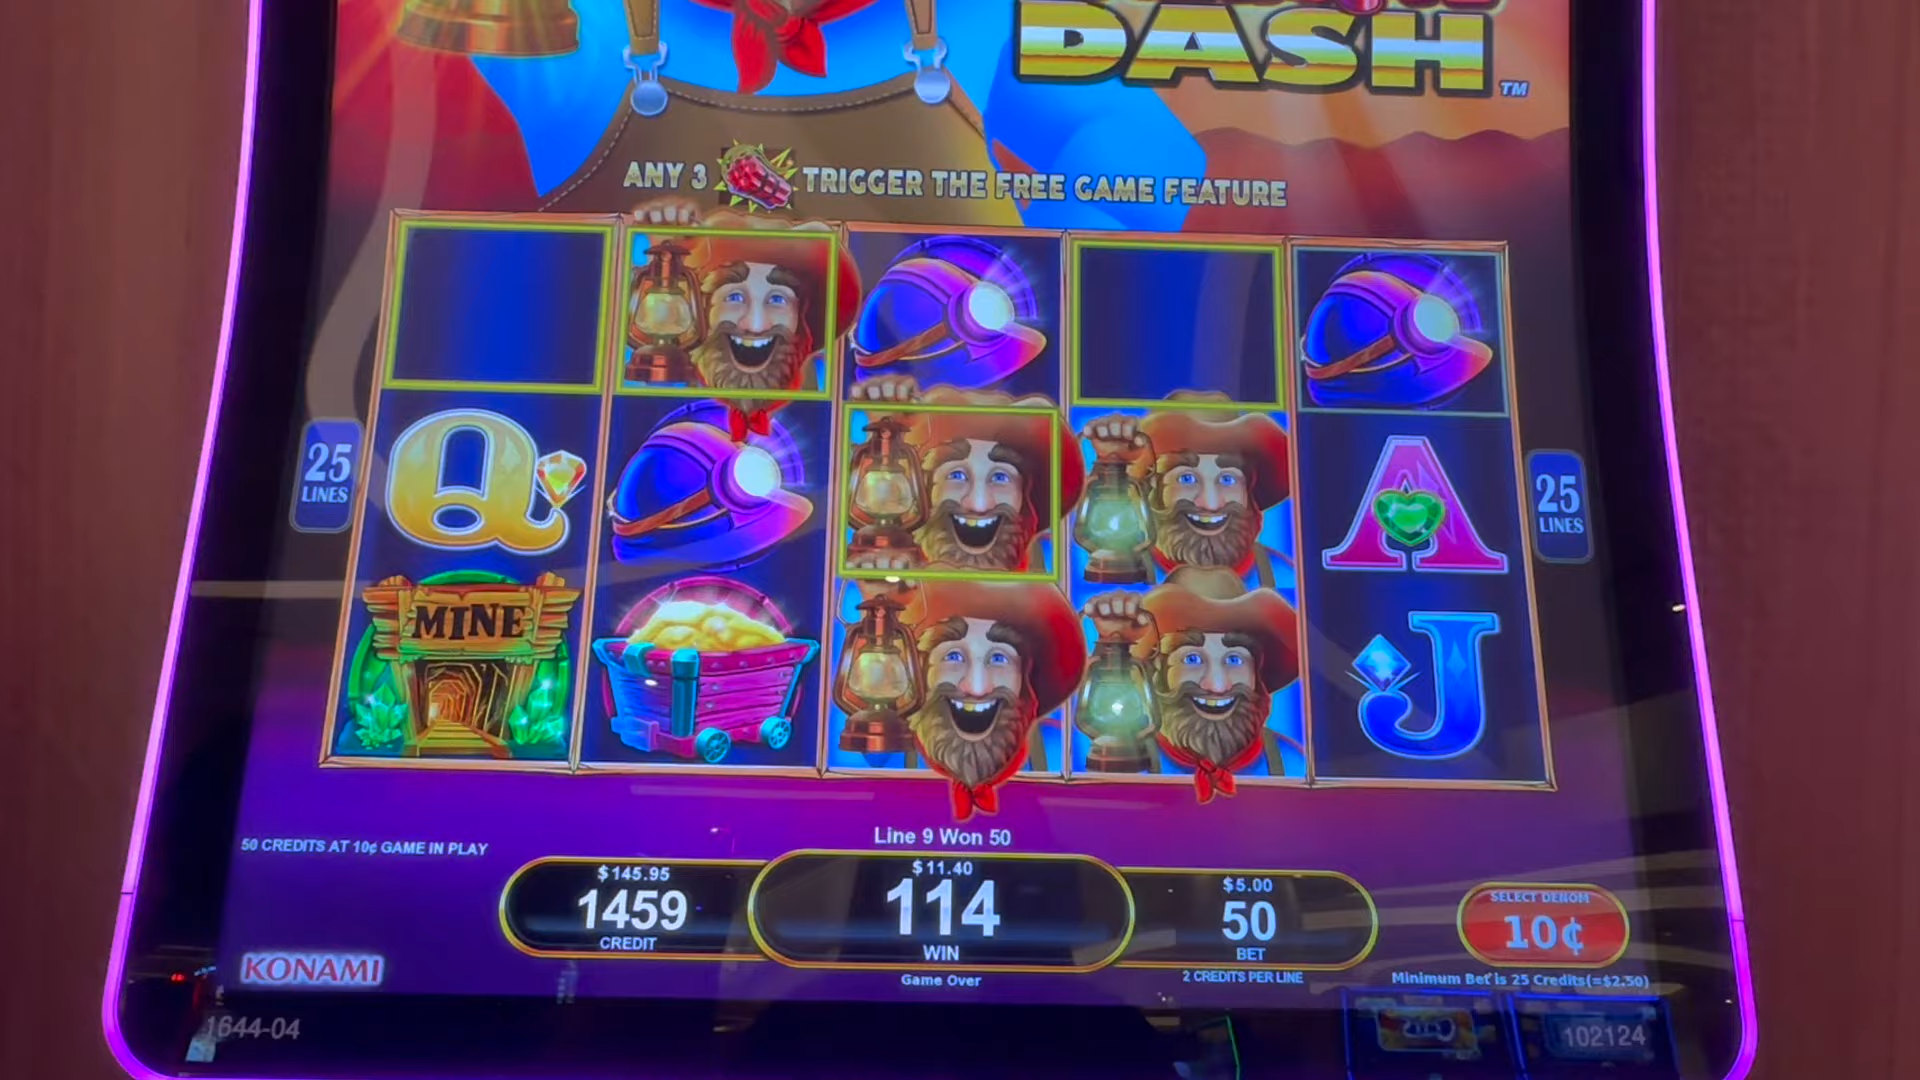 DASH™
ANY 3 TRIGGER THE FREE GAME FEATURE
25
LINES
25
LINES
Q
A
MINE
J
Line 9 Won 50
50 CREDITS AT 10¢ GAME IN PLAY
$145.95
1459
CREDIT
$11.40
114
WIN
Game Over
$5.00
50
BET
2 CREDITS PER LINE
SELECT DENOM
10¢
Minimum Bet is 25 Credits(=$2.50)
KONAMI
1644-04
102124